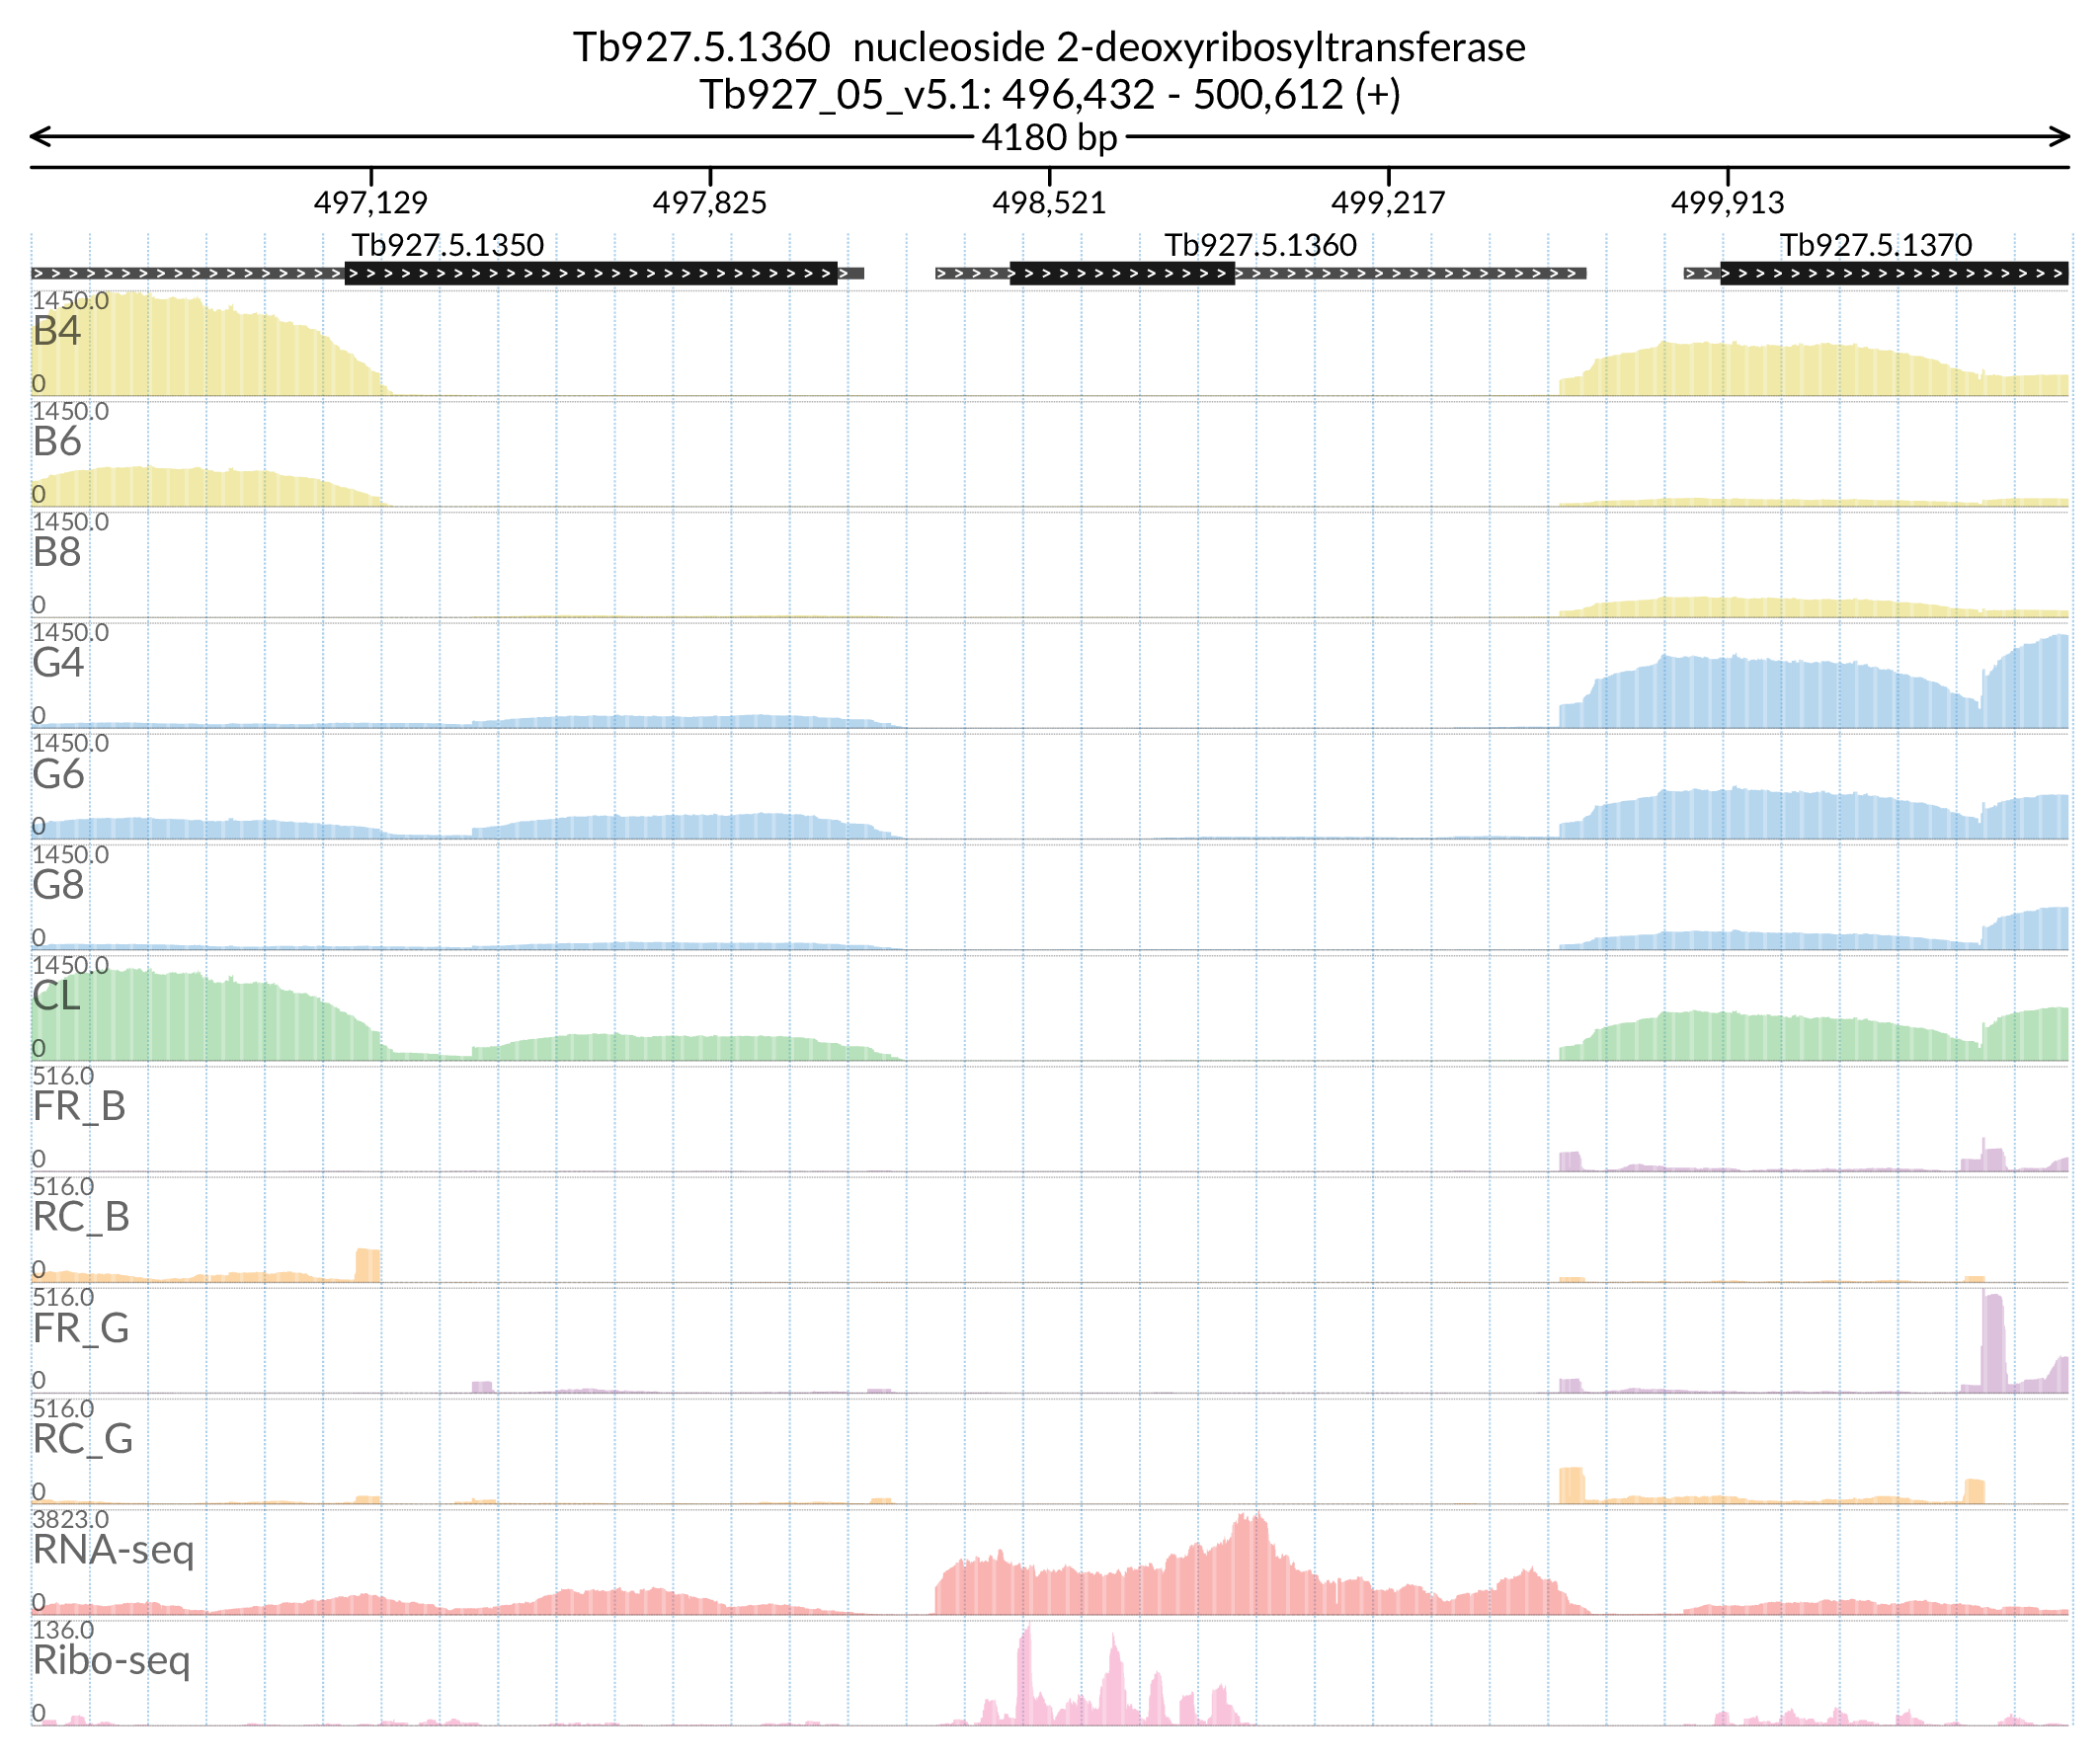 Tb927.5.1360 nucleoside 2-deoxyribosyltransferase
Tb927_05_v5.1: 496,432 - 500,612 (+)
4180 bp
497,129 497,825 498,521 499,217 499,913
Tb927.5.1350 Tb927.5.1360 Tb927.5.1370
1450.0
B4
0
1450.0
B6
0
1450.0
B8
0
1450.0
G4
0
1450.0
G6
0
1450.0
G8
0
1450.0
CL
0
516.0
FR_B
0
516.0
RC_B
0
516.0
FR_G
0
516.0
RC_G
0
3823.0
RNA-seq
0
136.0
Ribo-seq
0